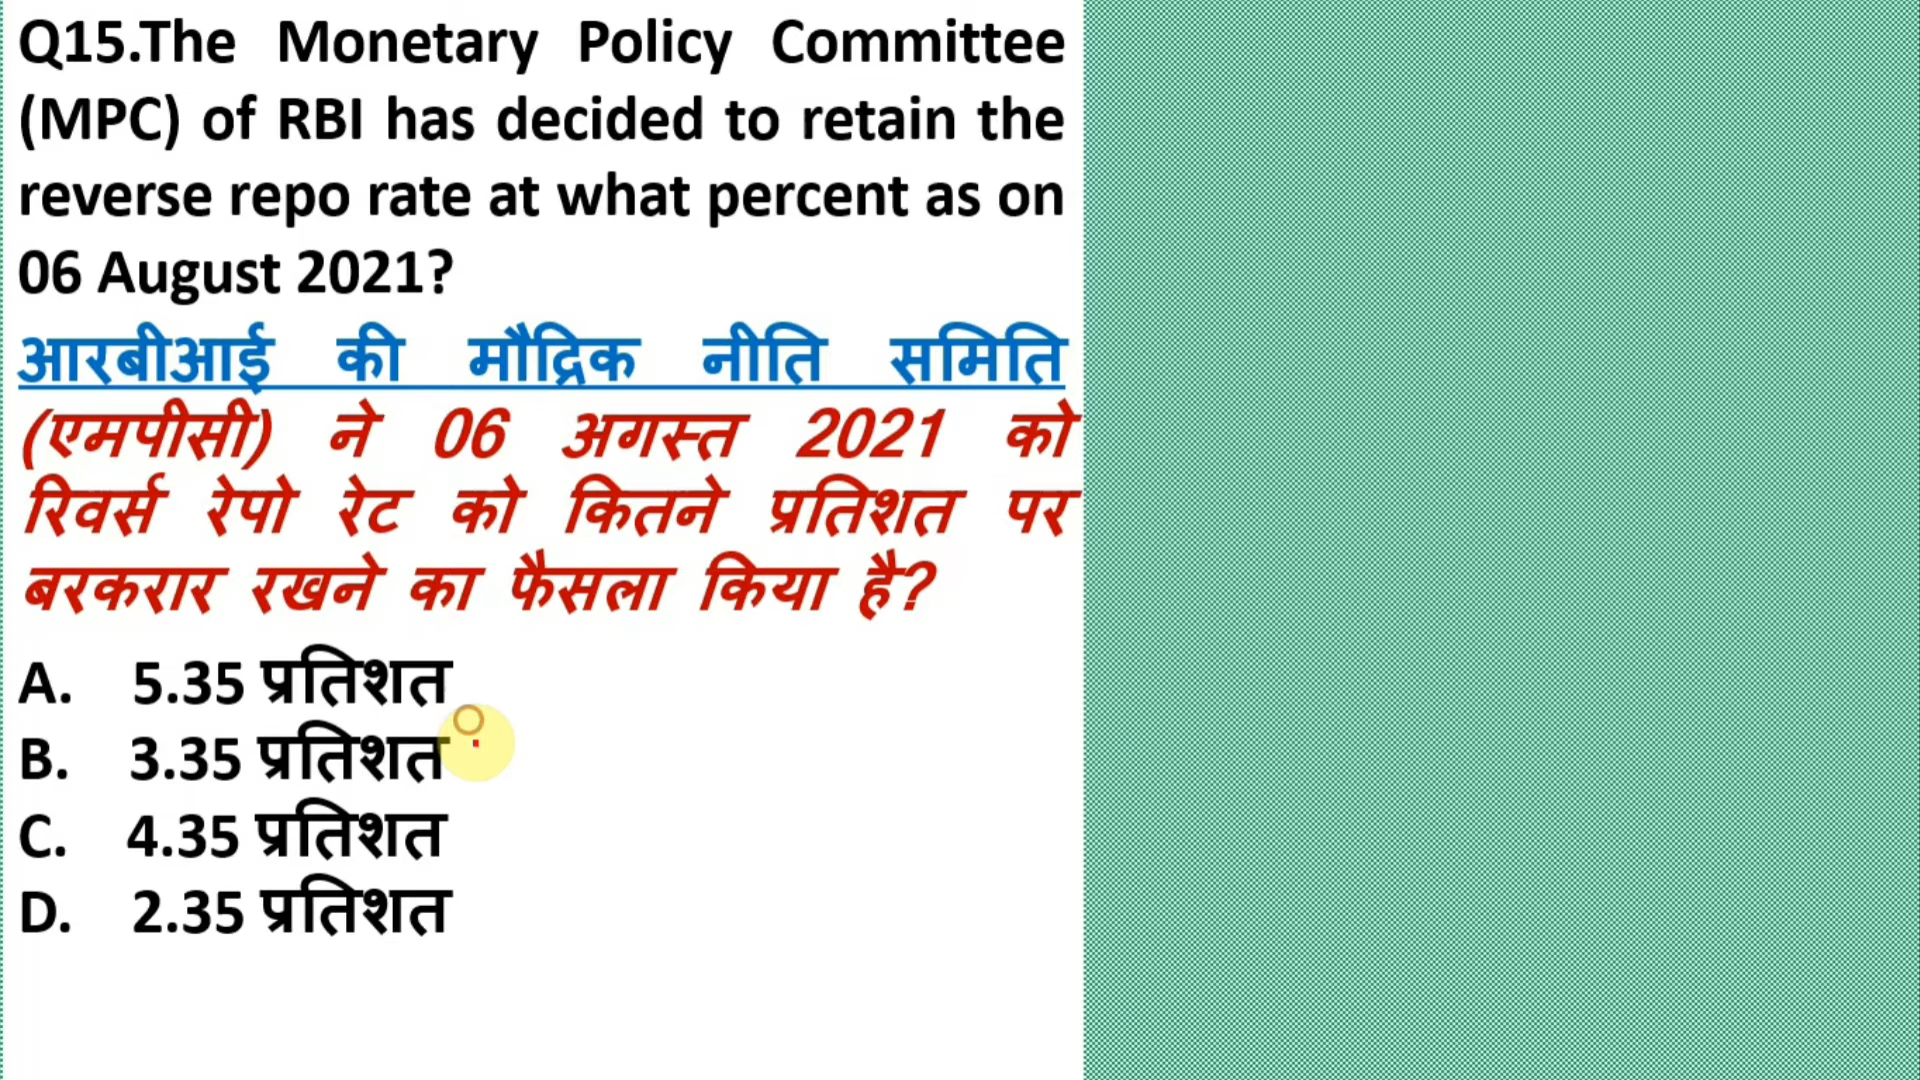 Q15.The Monetary Policy Committee
(MPC) of RBI has decided to retain the
reverse repo rate at what percent as on
06 August 2021?
आरबीआई की मौद्रिक नीति समिति
(एमपीसी) ने 06 अगस्त 2021 को
रिवर्स रेपो रेट को कितने प्रतिशत पर
बरकरार रखने का फैसला किया है?
A. 5.35 प्रतिशत
B. 3.35 प्रतिशत
C. 4.35 प्रतिशत
D. 2.35 प्रतिशत